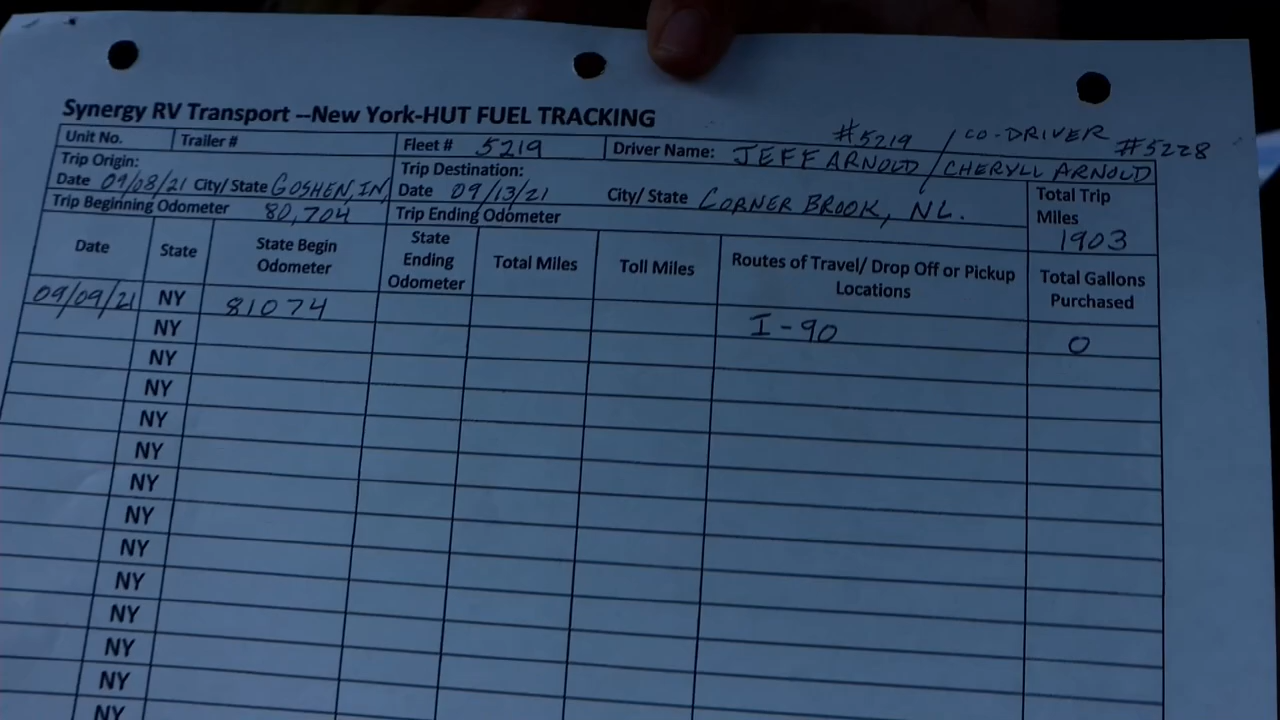 Synergy RV Transport --New York-HUT FUEL TRACKING
#5219 / CO-DRIVER #5228
Unit No. Trailer # Fleet # 5219 Driver Name: JEFF ARNOLD / CHERYLL ARNOLD
Trip Origin: Trip Destination:
Date 09/08/21 City/ State GOSHEN, IN Date 09/13/21 City/ State CORNER BROOK, NL. Total Trip Miles
1903
Trip Beginning Odometer 80,704 Trip Ending Odometer
Date State State Begin Odometer State Ending Odometer Total Miles Toll Miles Routes of Travel/ Drop Off or Pickup Locations Total Gallons Purchased
09/09/21 NY 81074 I-90 0
NY
NY
NY
NY
NY
NY
NY
NY
NY
NY
NY
NY
NY